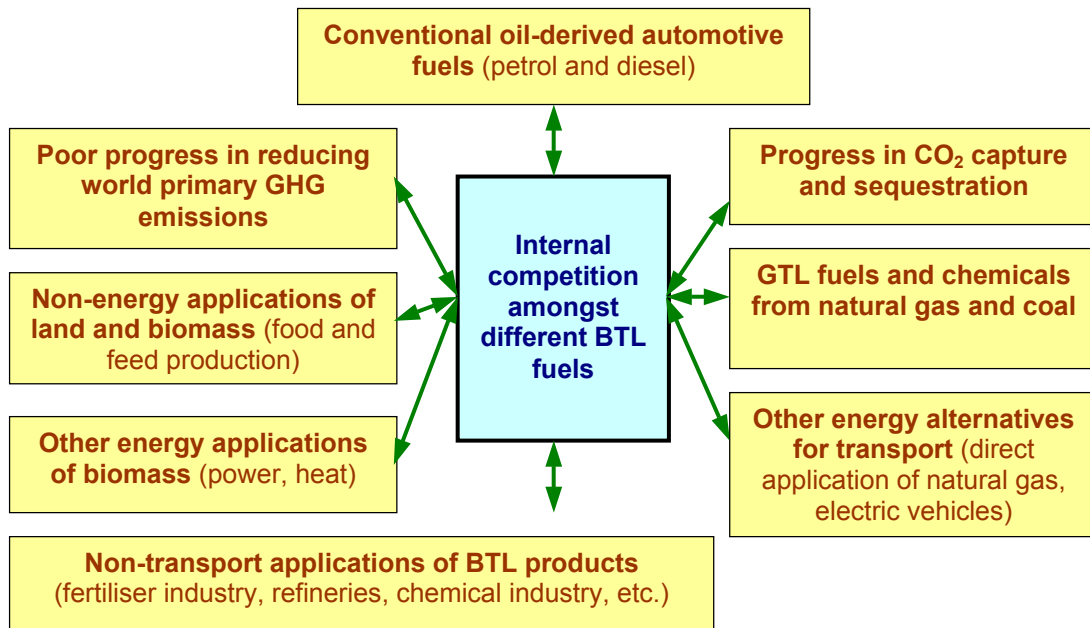 Conventional oil-derived automotive
fuels (petrol and diesel)
Poor progress in reducing
world primary GHG
emissions
Non-energy applications of
land and biomass (food and
feed production)
Other energy applications
of biomass (power, heat)
Internal
competition
amongst
different BTL
fuels
Progress in CO₂ capture
and sequestration
GTL fuels and chemicals
from natural gas and coal
Other energy alternatives
for transport (direct
application of natural gas,
electric vehicles)
Non-transport applications of BTL products
(fertiliser industry, refineries, chemical industry, etc.)